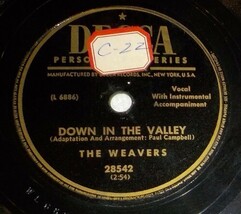 DECCA
PERSONALITY SERIES
MANUFACTURED BY DECCA RECORDS, INC., NEW YORK, U.S.A.
C-22
(L 6886)
Vocal
With Instrumental
Accompaniment
DOWN IN THE VALLEY
(Adaptation And Arrangement: Paul Campbell)
THE WEAVERS
28542
(2:54)